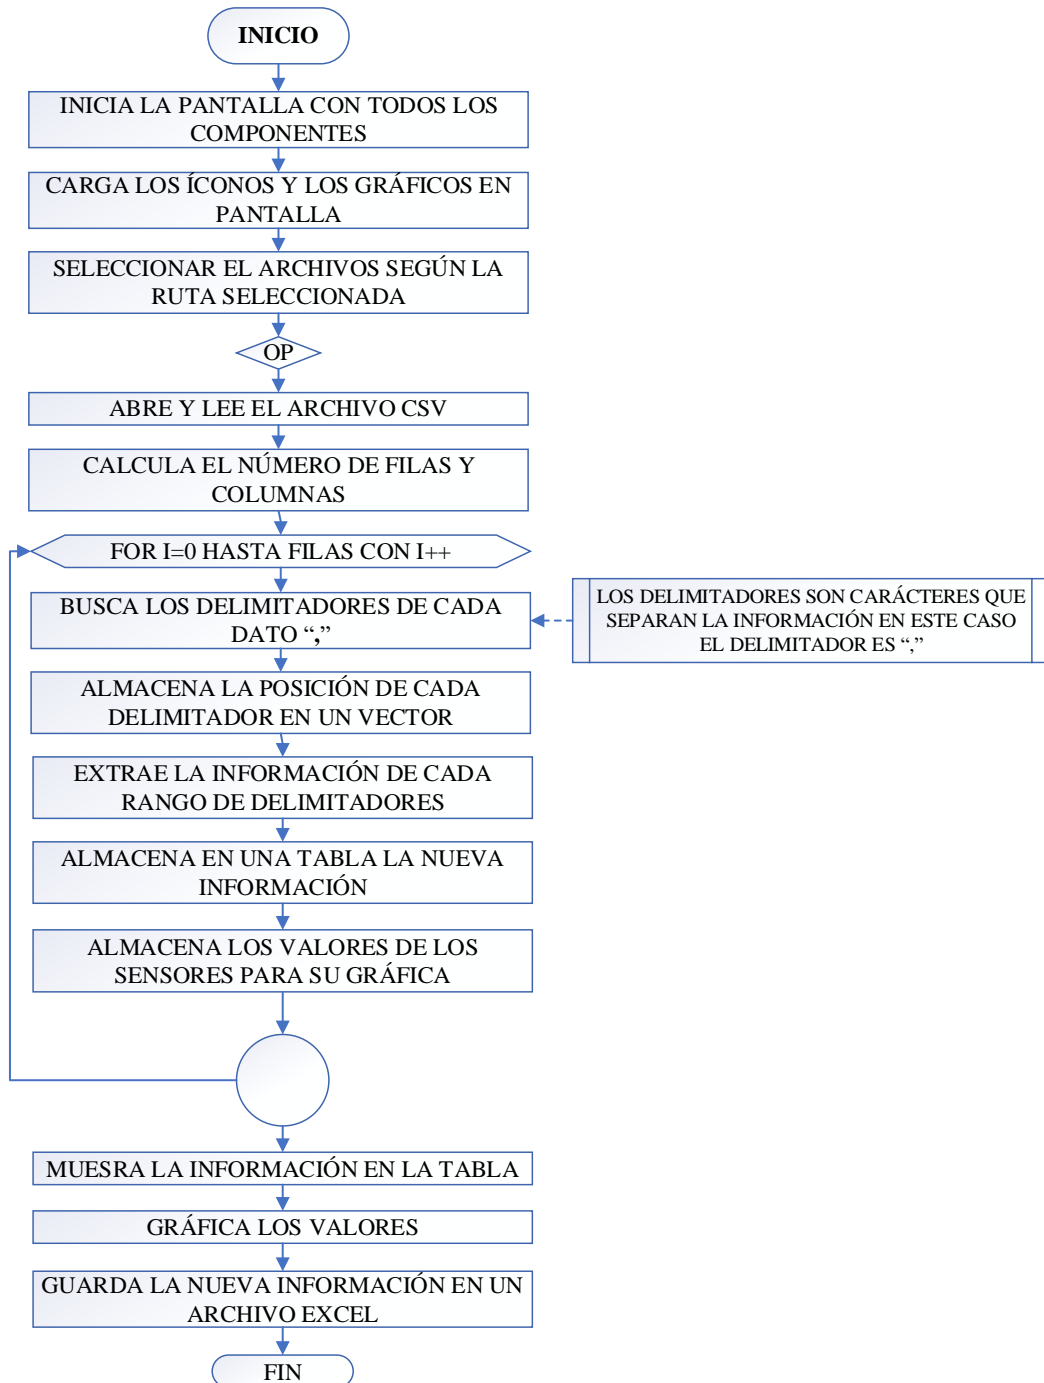 INICIO
INICIA LA PANTALLA CON TODOS LOS
COMPONENTES
CARGA LOS ÍCONOS Y LOS GRÁFICOS EN
PANTALLA
SELECCIONAR EL ARCHIVOS SEGÚN LA
RUTA SELECCIONADA
OP
ABRE Y LEE EL ARCHIVO CSV
CALCULA EL NÚMERO DE FILAS Y
COLUMNAS
FOR I=0 HASTA FILAS CON I++
BUSCA LOS DELIMITADORES DE CADA
DATO “,”
LOS DELIMITADORES SON CARÁCTERES QUE
SEPARAN LA INFORMACIÓN EN ESTE CASO
EL DELIMITADOR ES “,”
ALMACENA LA POSICIÓN DE CADA
DELIMITADOR EN UN VECTOR
EXTRAE LA INFORMACIÓN DE CADA
RANGO DE DELIMITADORES
ALMACENA EN UNA TABLA LA NUEVA
INFORMACIÓN
ALMACENA LOS VALORES DE LOS
SENSORES PARA SU GRÁFICA
MUESRA LA INFORMACIÓN EN LA TABLA
GRÁFICA LOS VALORES
GUARDA LA NUEVA INFORMACIÓN EN UN
ARCHIVO EXCEL
FIN